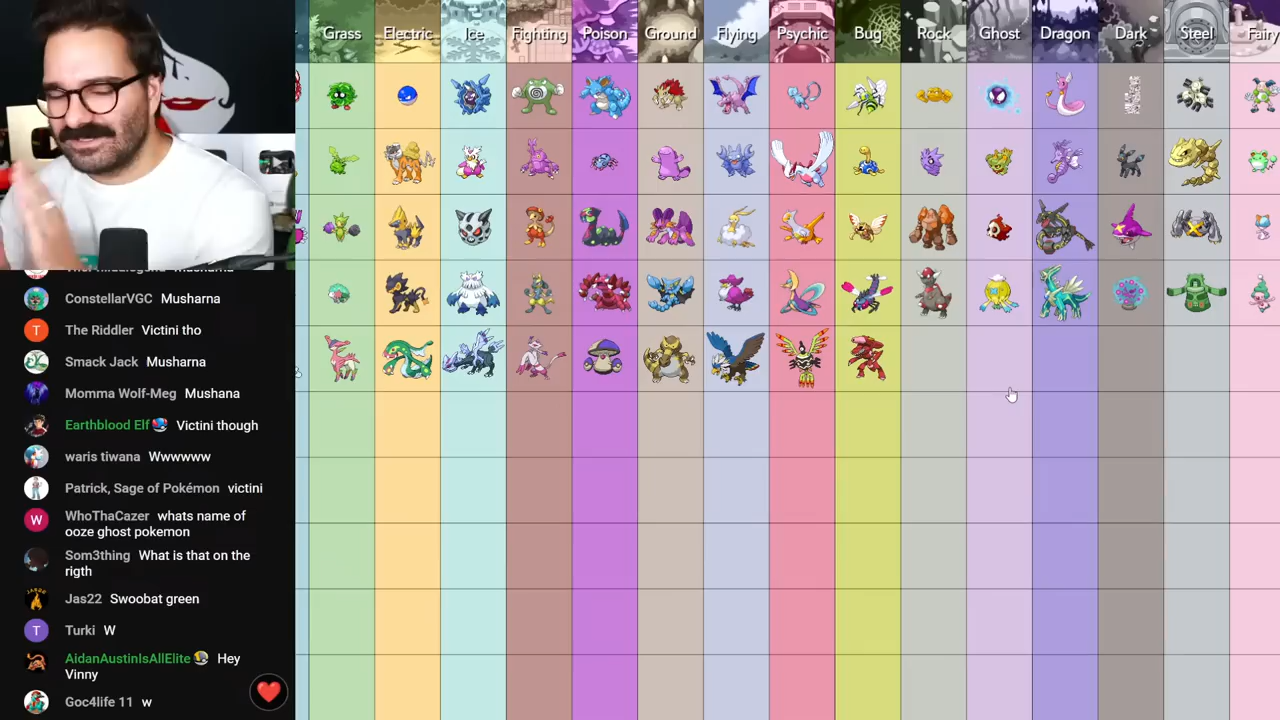 Grass Electric Ice Fighting Poison Ground Flying Psychic Bug Rock Ghost Dragon Dark Steel Fairy
ConstellarVGC Musharna
The Riddler Victini tho
Smack Jack Musharna
Momma Wolf-Meg Mushana
Earthblood Elf Victini though
waris tiwana Wwwwww
Patrick, Sage of Pokémon victini
WhoThaCazer whats name of
ooze ghost pokemon
Som3thing What is that on the
rigth
Jas22 Swoobat green
Turki W
AidanAustinIsAllElite Hey
Vinny
Goc4life 11 w